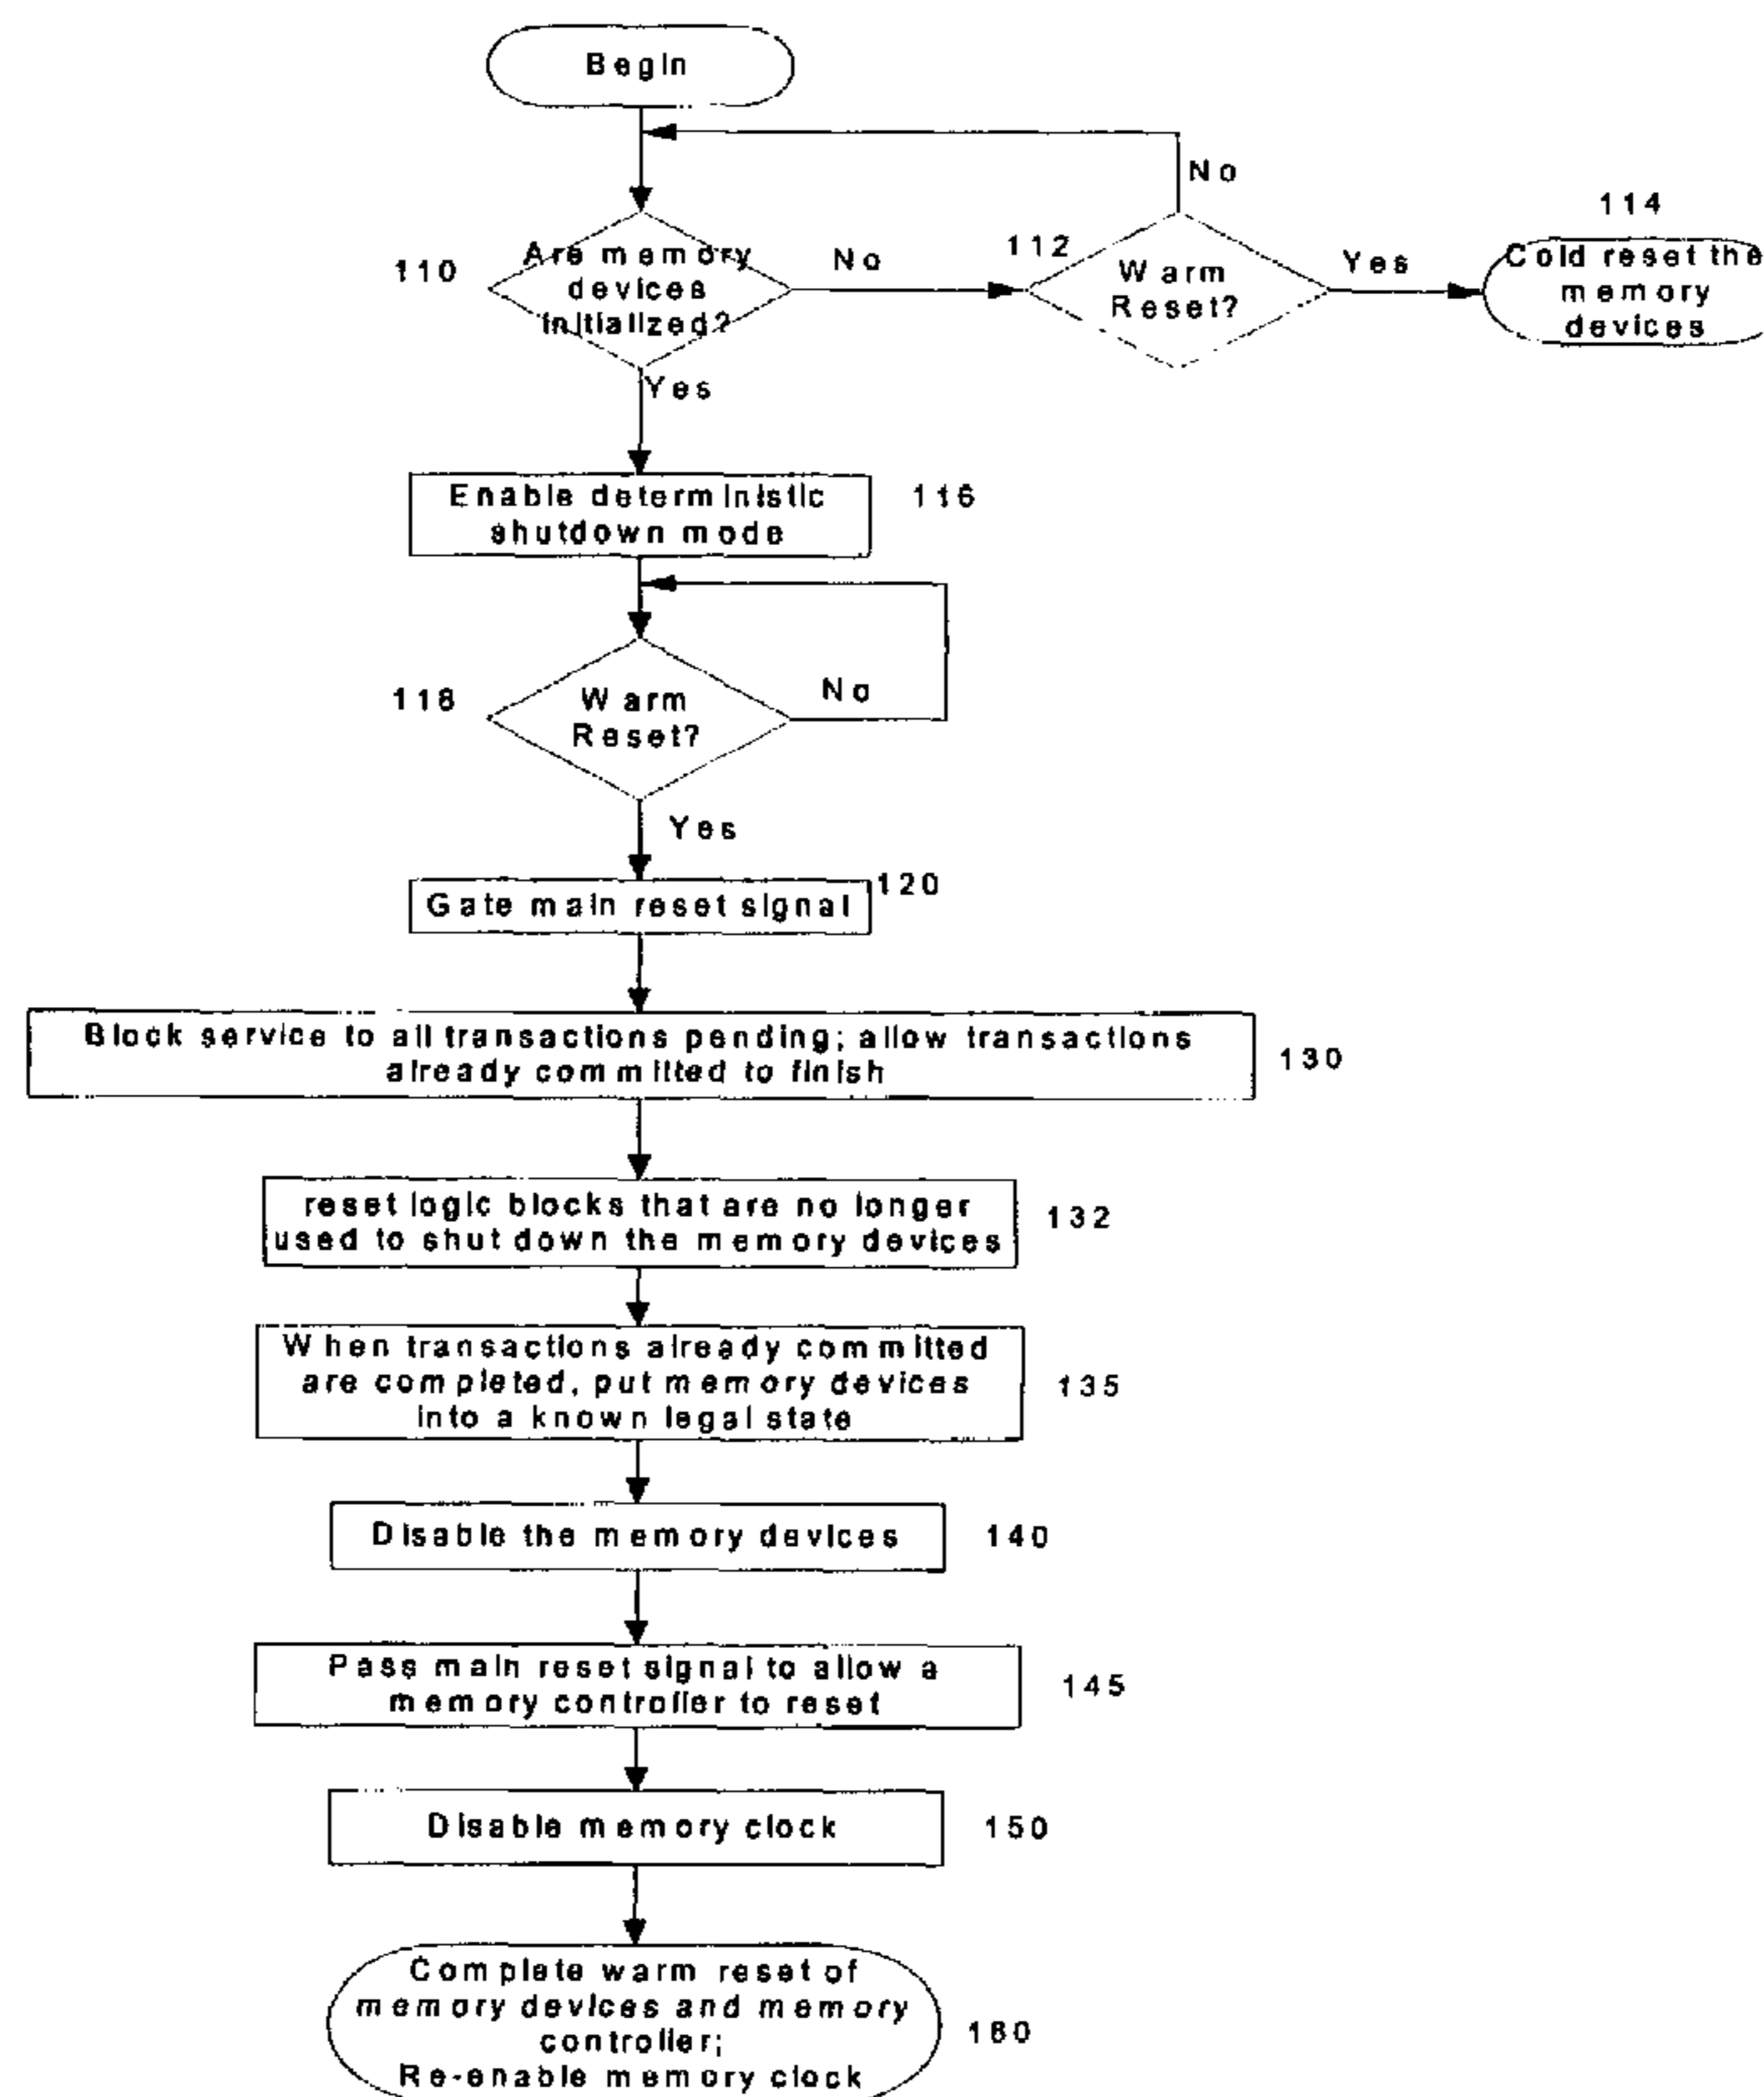 Begin
No
114
110
Are memory
devices
initialized?
No
112
Warm
Reset?
Yes
Cold reset the
memory
devices
Yes
Enable deterministic
shutdown mode
116
118
Warm
Reset?
No
Yes
Gate main reset signal
120
Block service to all transactions pending; allow transactions
already committed to finish
130
reset logic blocks that are no longer
used to shut down the memory devices
132
When transactions already committed
are completed, put memory devices
into a known legal state
135
Disable the memory devices
140
Pass main reset signal to allow a
memory controller to reset
145
Disable memory clock
150
Complete warm reset of
memory devices and memory
controller;
Re-enable memory clock
160